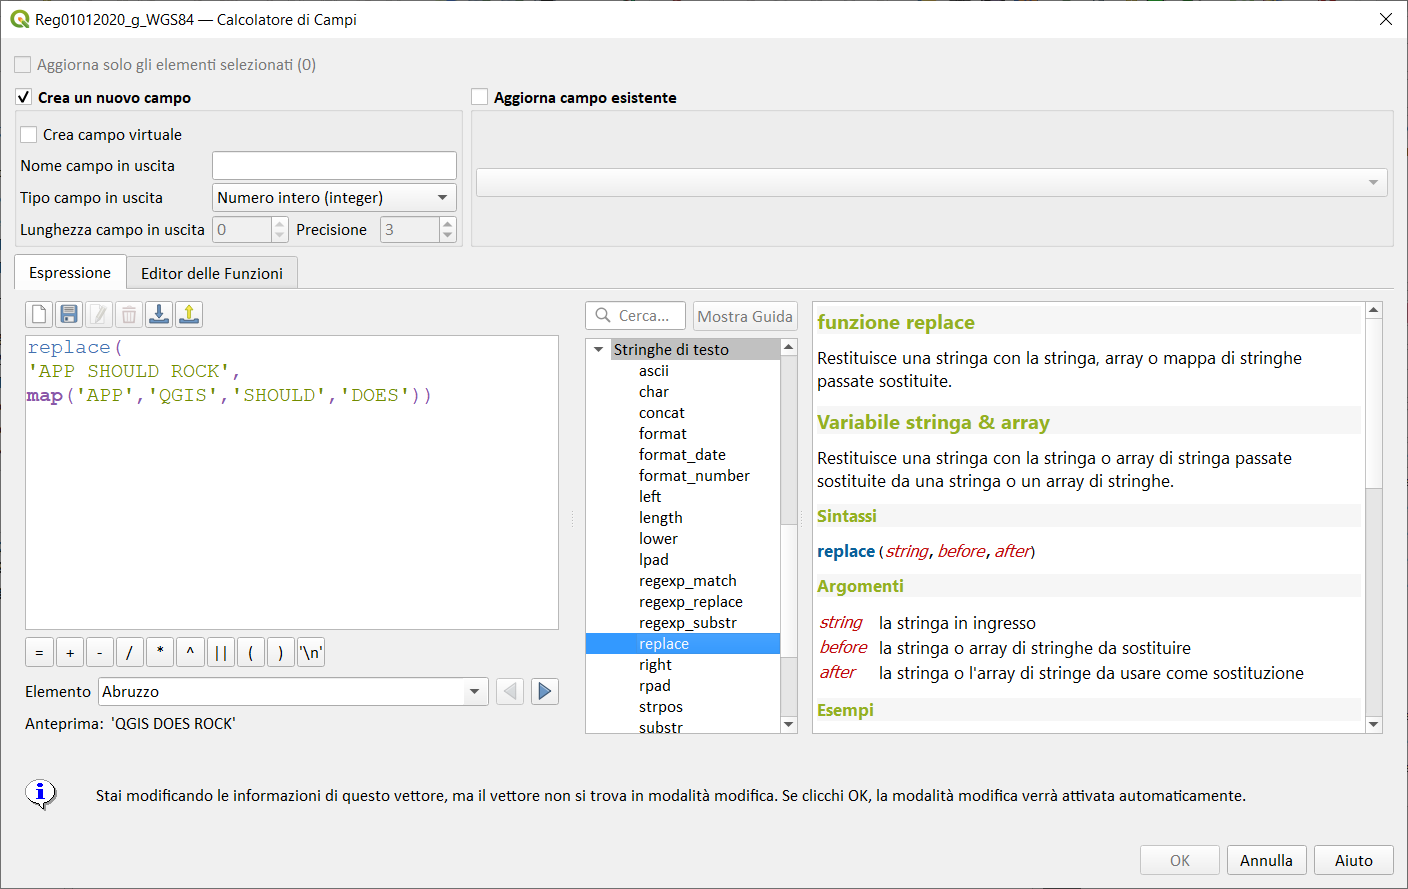 Reg01012020_g_WGS84 — Calcolatore di Campi
Aggiorna solo gli elementi selezionati (0)
Crea un nuovo campo
Aggiorna campo esistente
Crea campo virtuale
Nome campo in uscita
Tipo campo in uscita
Numero intero (integer)
Lunghezza campo in uscita
0
Precisione
3
Espressione
Editor delle Funzioni
replace(
'APP SHOULD ROCK',
map('APP','QGIS','SHOULD','DOES'))
= + - / * ^ || ( ) '\n'
Elemento
Abruzzo
Anteprima: 'QGIS DOES ROCK'
Cerca...
Mostra Guida
Stringhe di testo
ascii
char
concat
format
format_date
format_number
left
length
lower
lpad
regexp_match
regexp_replace
regexp_substr
replace
right
rpad
strpos
substr
funzione replace
Restituisce una stringa con la stringa, array o mappa di stringhe
passate sostituite.
Variabile stringa & array
Restituisce una stringa con la stringa o array di stringa passate
sostituite da una stringa o un array di stringhe.
Sintassi
replace(string, before, after)
Argomenti
string la stringa in ingresso
before la stringa o array di stringhe da sostituire
after la stringa o l'array di stringe da usare come sostituzione
Esempi
Stai modificando le informazioni di questo vettore, ma il vettore non si trova in modalità modifica. Se clicchi OK, la modalità modifica verrà attivata automaticamente.
OK
Annulla
Aiuto